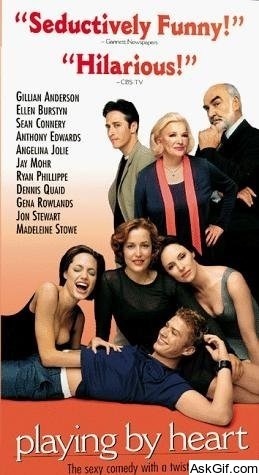 “Seductively Funny!”
—Gannett Newspapers
“Hilarious!”
—CBS-TV
GILLIAN ANDERSON
ELLEN BURSTYN
SEAN CONNERY
ANTHONY EDWARDS
ANGELINA JOLIE
JAY MOHR
RYAN PHILLIPPE
DENNIS QUAID
GENA ROWLANDS
JON STEWART
MADELEINE STOWE
playing by heart
The sexy comedy with a twist
AskGif.com